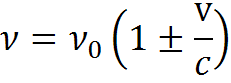 ν = ν₀ (1 ± v/c)